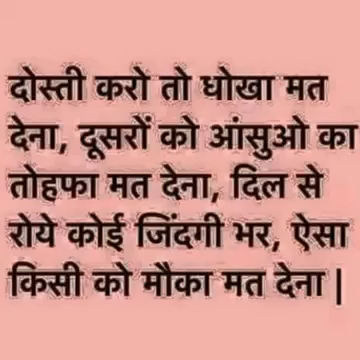 दोस्ती करो तो धोखा मत
देना, दूसरों को आंसुओ का
तोहफा मत देना, दिल से
रोये कोई जिंदगी भर, ऐसा
किसी को मौका मत देना |